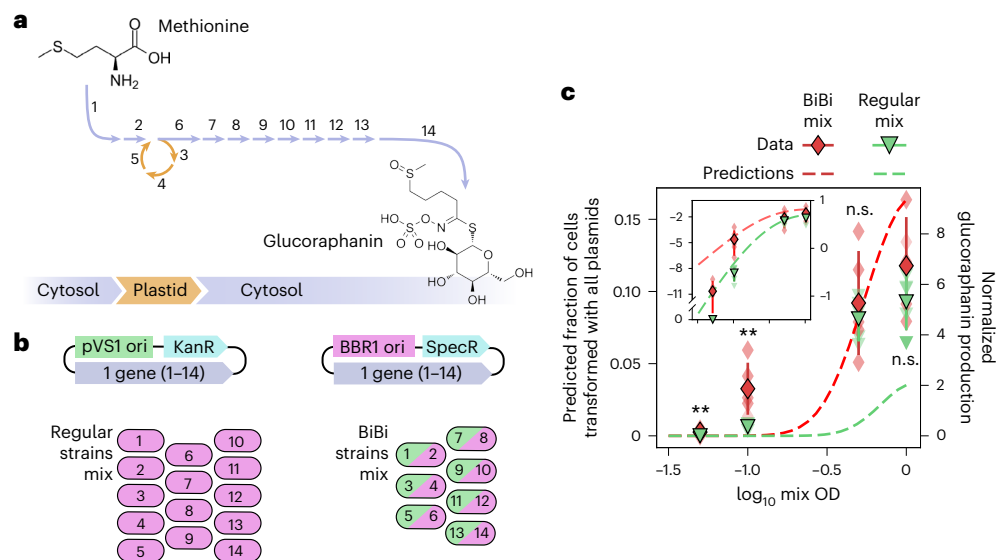 a
Methionine
S
O
OH
NH2
1
2
6
7
8
9
10
11
12
13
14
5
3
4
O
S
HO
O
N
S
S
O
O
Glucoraphanin
HO
O
HO
OH
OH
Cytosol
Plastid
Cytosol
b
pVS1 ori
KanR
1 gene (1–14)
BBR1 ori
SpecR
1 gene (1–14)
Regular
strains
mix
1
2
3
4
5
6
7
8
9
10
11
12
13
14
BiBi
strains
mix
1 2
3 4
5 6
7 8
9 10
11 12
13 14
c
BiBi
mix
Regular
mix
Data
Predictions
Predicted fraction of cells
transformed with all plasmids
0.15
0.10
0.05
0
−2
−5
−8
−11
0
1
0
−1
**
**
n.s.
n.s.
8
6
4
2
0
Normalized
glucoraphanin production
−1.5
−1.0
−0.5
0
log10 mix OD